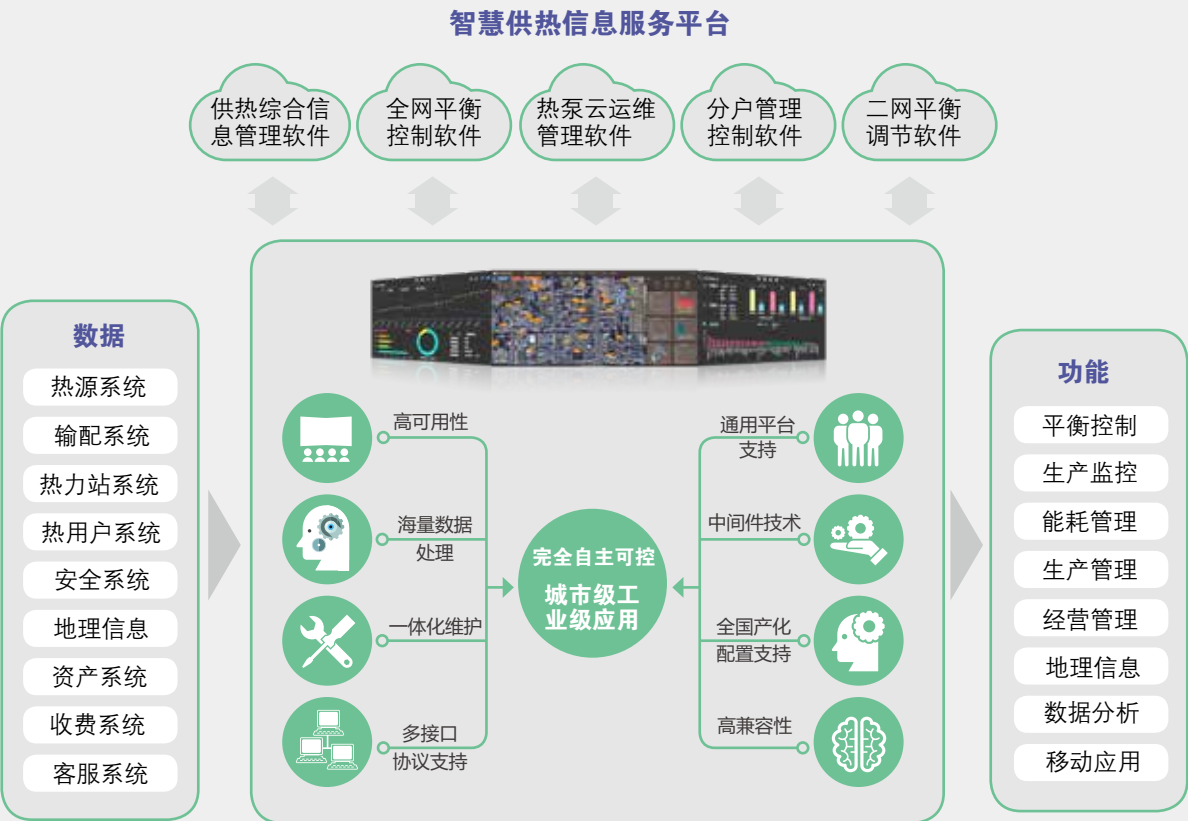 智慧供热信息服务平台
供热综合信
息管理软件
全网平衡
控制软件
热泵云运维
管理软件
分户管理
控制软件
二网平衡
调节软件
数据
热源系统
输配系统
热力站系统
热用户系统
安全系统
地理信息
资产系统
收费系统
客服系统
高可用性
海量数据
处理
一体化维护
多接口
协议支持
完全自主可控
城市级工
业级应用
通用平台
支持
中间件技术
全国产化
配置支持
高兼容性
功能
平衡控制
生产监控
能耗管理
生产管理
经营管理
地理信息
数据分析
移动应用